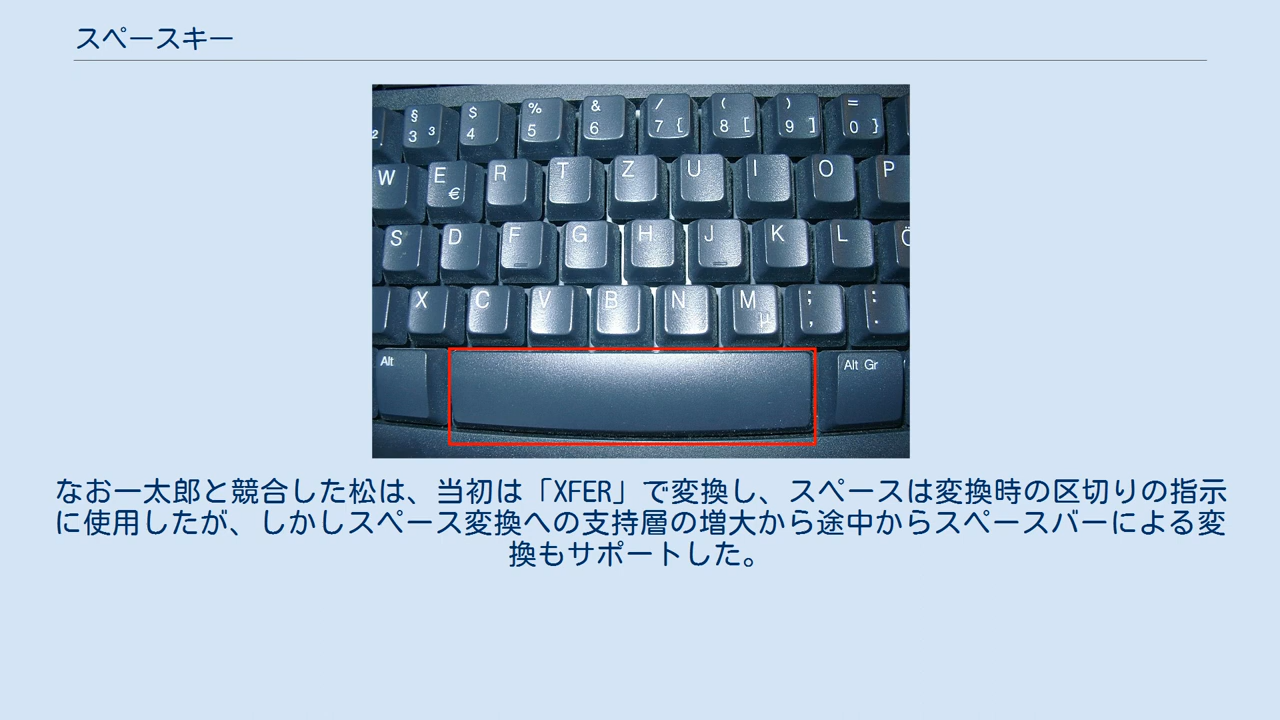 スペースキー
² § 3 ³ $ 4 % 5 & 6 / 7 { ( 8 [ ) 9 ] = 0 }
W E € R T Z U I O P
S D F G H J K L Ö
X C V B N M µ ; , : .
Alt Alt Gr
なお一太郎と競合した松は、当初は「XFER」で変換し、スペースは変換時の区切りの指示
に使用したが、しかしスペース変換への支持層の増大から途中からスペースバーによる変
換もサポートした。